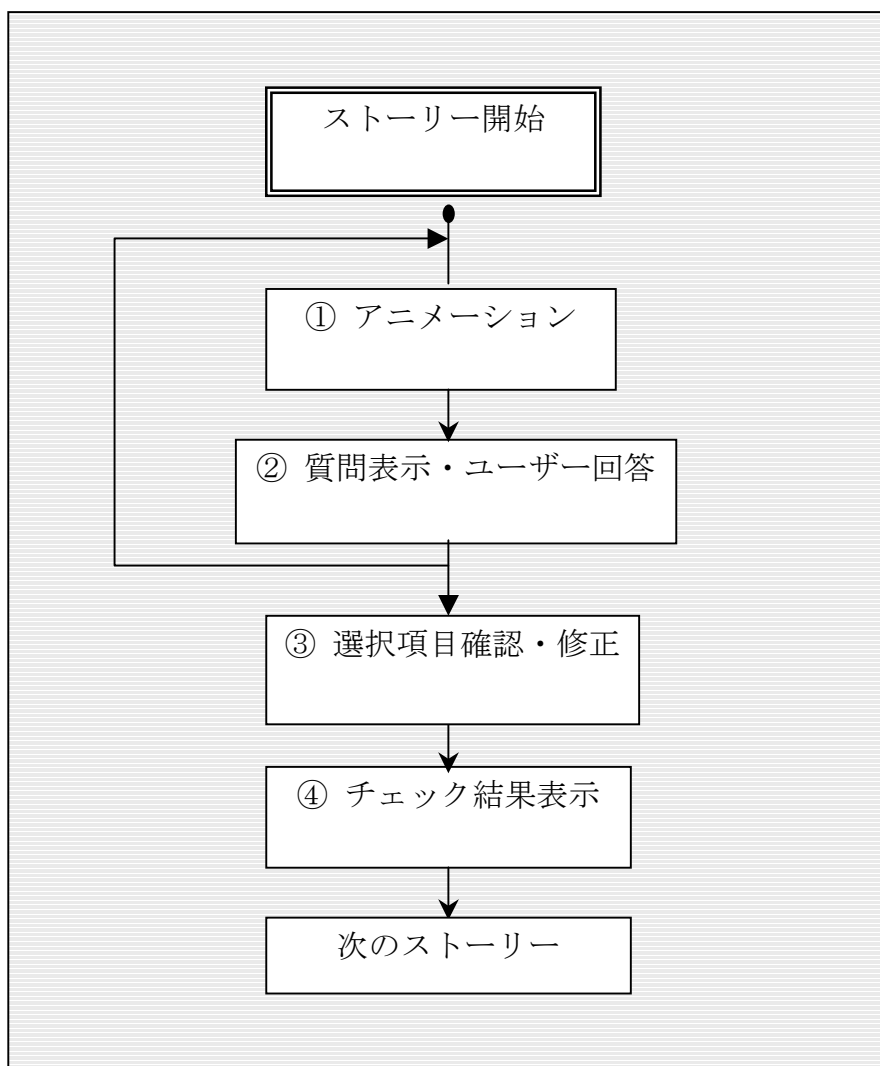 ストーリー開始
① アニメーション
② 質問表示・ユーザー回答
③ 選択項目確認・修正
④ チェック結果表示
次のストーリー